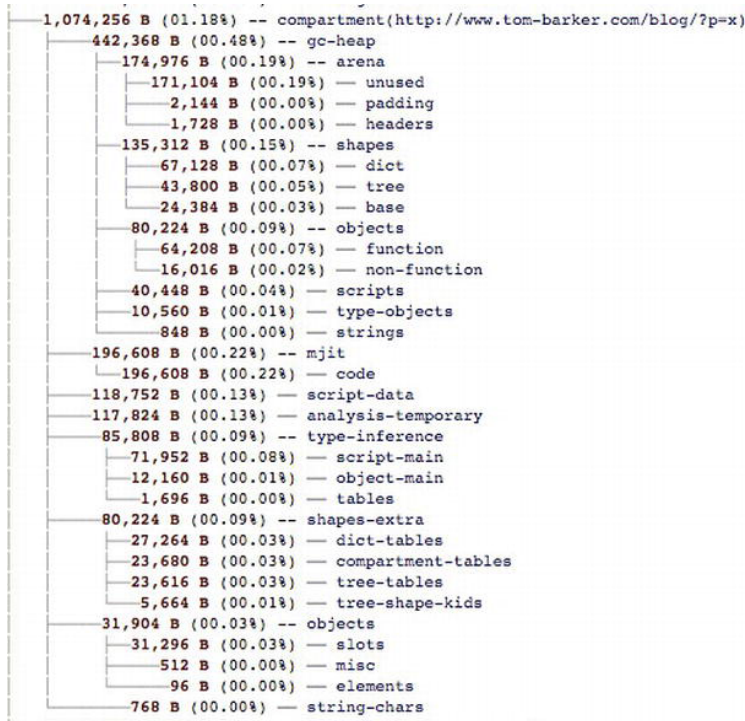 1,074,256 B (01.18%) -- compartment(http://www.tom-barker.com/blog/?p=x)
442,368 B (00.48%) -- gc-heap
174,976 B (00.19%) -- arena
171,104 B (00.19%) — unused
2,144 B (00.00%) — padding
1,728 B (00.00%) — headers
135,312 B (00.15%) -- shapes
67,128 B (00.07%) — dict
43,800 B (00.05%) — tree
24,384 B (00.03%) — base
80,224 B (00.09%) -- objects
64,208 B (00.07%) — function
16,016 B (00.02%) — non-function
40,448 B (00.04%) — scripts
10,560 B (00.01%) — type-objects
848 B (00.00%) — strings
196,608 B (00.22%) -- mjit
196,608 B (00.22%) — code
118,752 B (00.13%) — script-data
117,824 B (00.13%) — analysis-temporary
85,808 B (00.09%) -- type-inference
71,952 B (00.08%) — script-main
12,160 B (00.01%) — object-main
1,696 B (00.00%) — tables
80,224 B (00.09%) -- shapes-extra
27,264 B (00.03%) — dict-tables
23,680 B (00.03%) — compartment-tables
23,616 B (00.03%) — tree-tables
5,664 B (00.01%) — tree-shape-kids
31,904 B (00.03%) -- objects
31,296 B (00.03%) — slots
512 B (00.00%) — misc
96 B (00.00%) — elements
768 B (00.00%) — string-chars